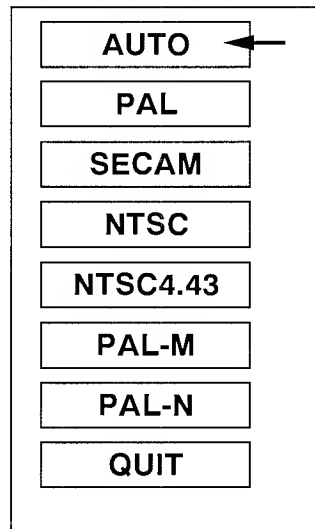 AUTO
PAL
SECAM
NTSC
NTSC4.43
PAL-M
PAL-N
QUIT